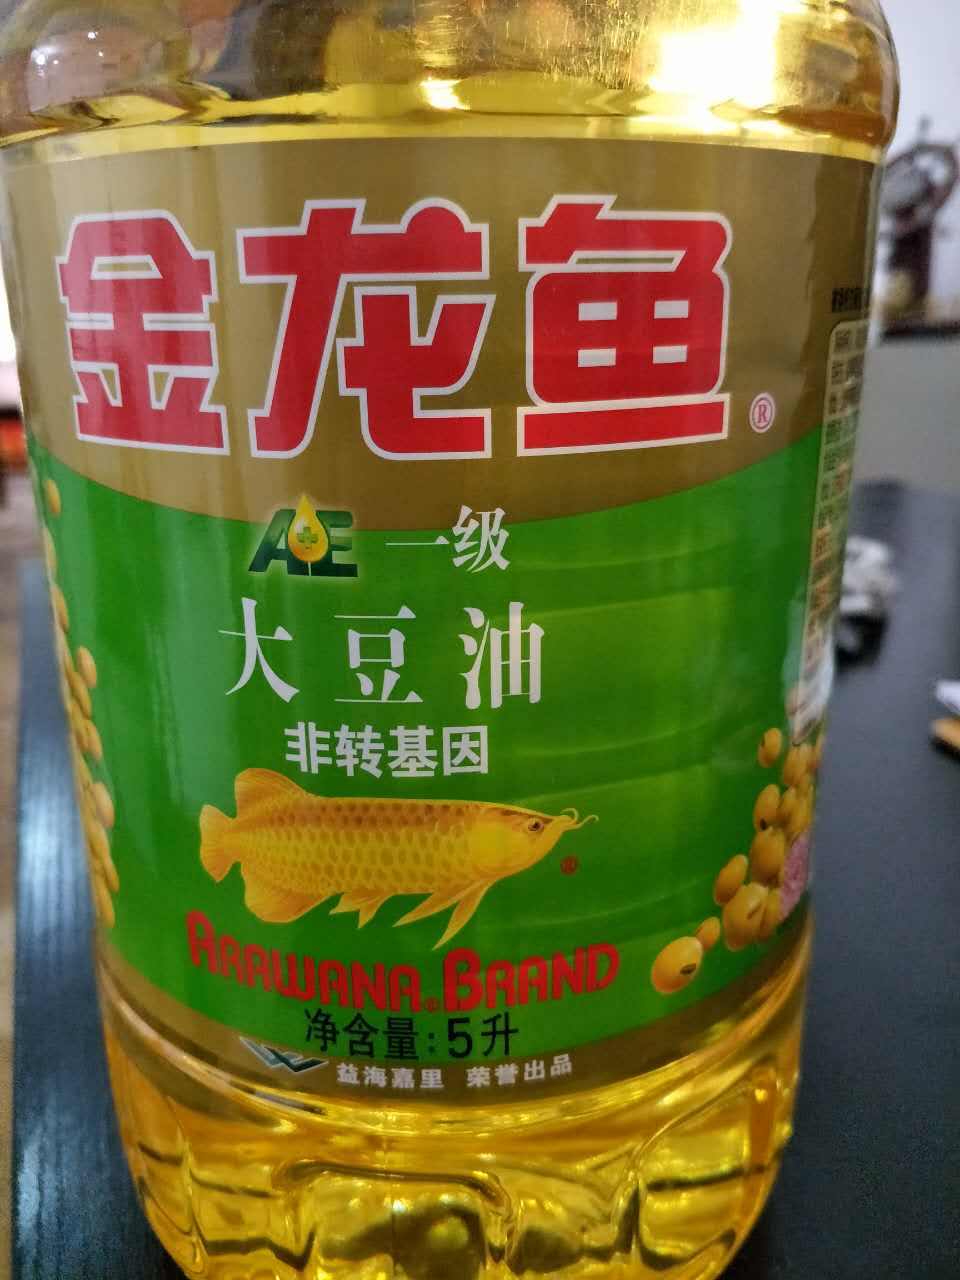 金龙鱼®
AE 一级
大豆油
非转基因
®
ARAWANA® BRAND
净含量:5升
益海嘉里 荣誉出品